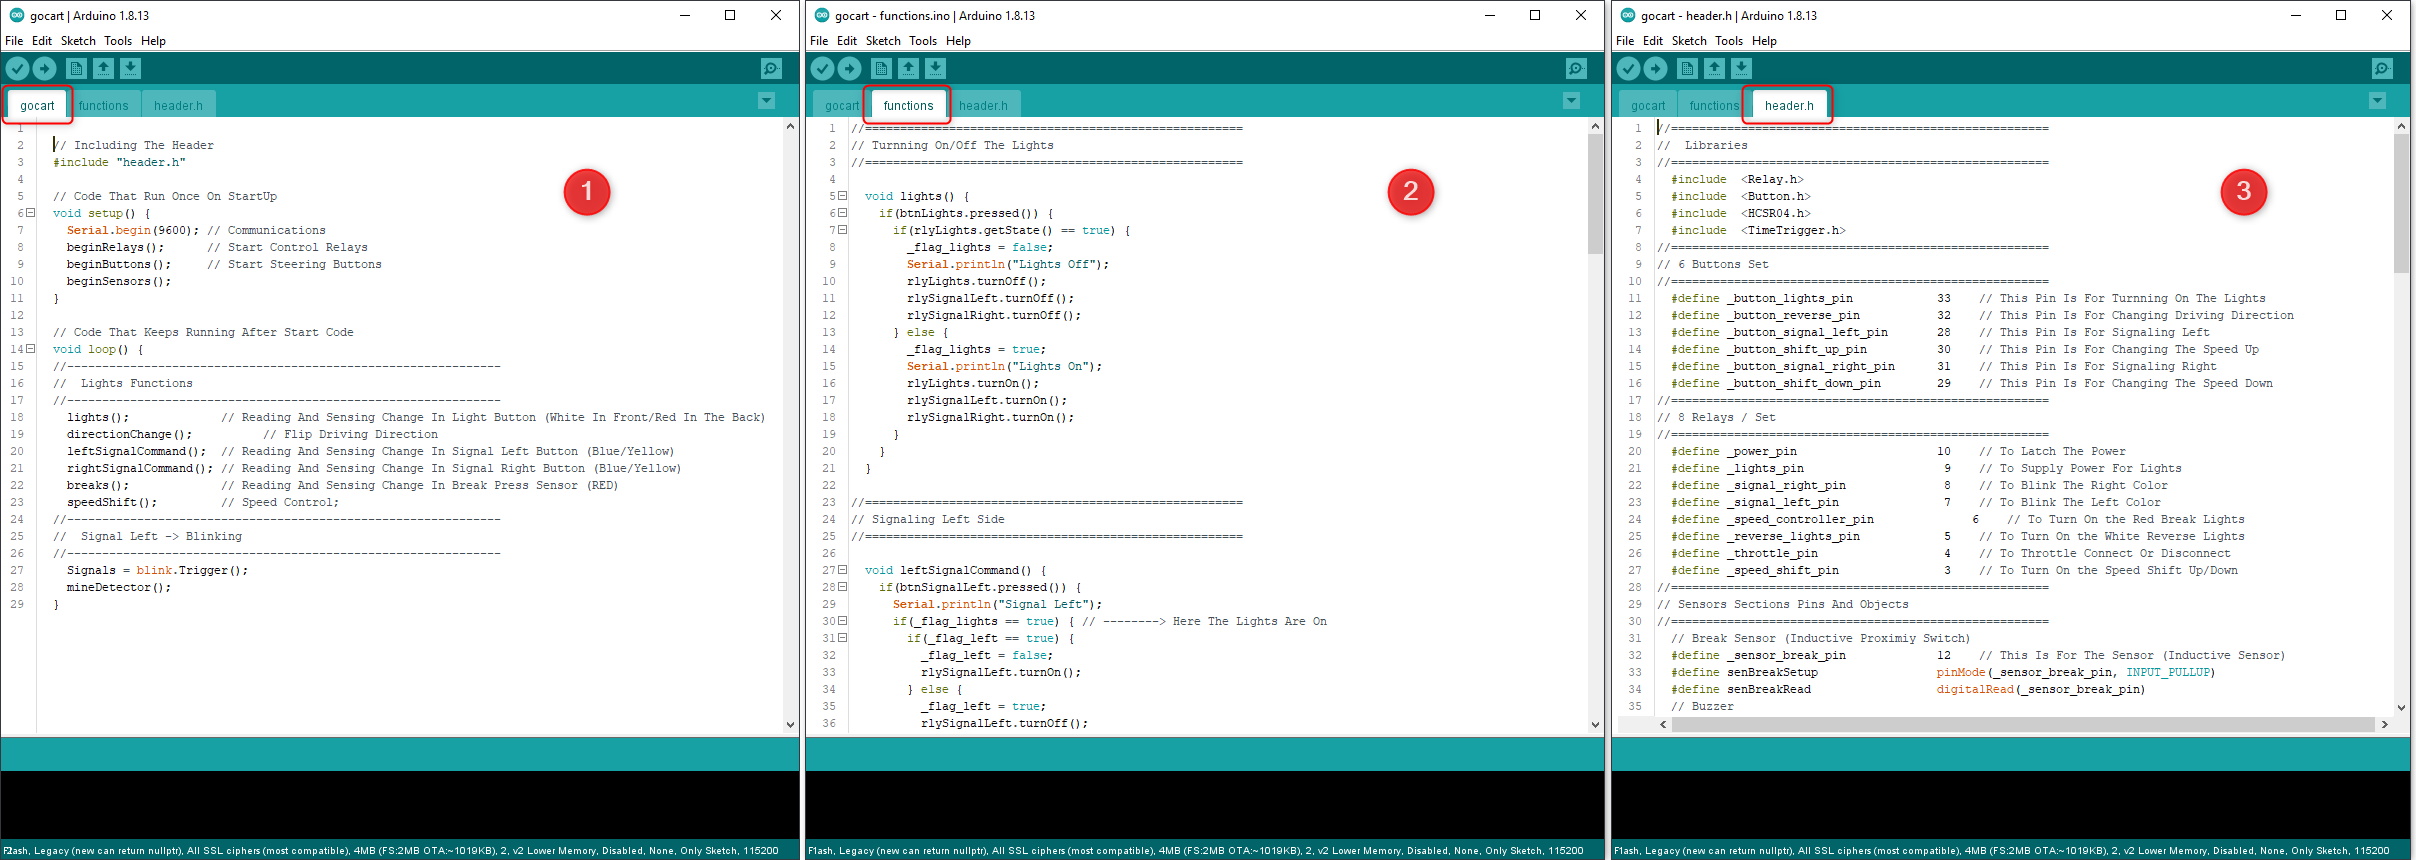 gocart | Arduino 1.8.13
File Edit Sketch Tools Help
gocart functions header.h
1
2 // Including The Header
3 #include "header.h"
4
5 // Code That Run Once On StartUp
6 void setup() {
7 Serial.begin(9600); // Communications
8 beginRelays(); // Start Control Relays
9 beginButtons(); // Start Steering Buttons
10 beginSensors();
11 }
12
13 // Code That Keeps Running After Start Code
14 void loop() {
15 //--------------------------------------------------------------
16 // Lights Functions
17 //--------------------------------------------------------------
18 lights(); // Reading And Sensing Change In Light Button (White In Front/Red In The Back)
19 directionChange(); // Flip Driving Direction
20 leftSignalCommand(); // Reading And Sensing Change In Signal Left Button (Blue/Yellow)
21 rightSignalCommand(); // Reading And Sensing Change In Signal Right Button (Blue/Yellow)
22 breaks(); // Reading And Sensing Change In Break Press Sensor (RED)
23 speedShift(); // Speed Control;
24 //--------------------------------------------------------------
25 // Signal Left -> Blinking
26 //--------------------------------------------------------------
27 Signals = blink.Trigger();
28 mineDetector();
29 }
1
Flash, Legacy (new can return nullptr), All SSL ciphers (most compatible), 4MB (FS:2MB OTA:~1019KB), 2, v2 Lower Memory, Disabled, None, Only Sketch, 115200
gocart - functions.ino | Arduino 1.8.13
File Edit Sketch Tools Help
gocart functions header.h
1 //======================================================
2 // Turnning On/Off The Lights
3 //======================================================
4
5 void lights() {
6 if(btnLights.pressed()) {
7 if(rlyLights.getState() == true) {
8 _flag_lights = false;
9 Serial.println("Lights Off");
10 rlyLights.turnOff();
11 rlySignalLeft.turnOff();
12 rlySignalRight.turnOff();
13 } else {
14 _flag_lights = true;
15 Serial.println("Lights On");
16 rlyLights.turnOn();
17 rlySignalLeft.turnOn();
18 rlySignalRight.turnOn();
19 }
20 }
21 }
22
23 //======================================================
24 // Signaling Left Side
25 //======================================================
26
27 void leftSignalCommand() {
28 if(btnSignalLeft.pressed()) {
29 Serial.println("Signal Left");
30 if(_flag_lights == true) { // --------> Here The Lights Are On
31 if(_flag_left == true) {
32 _flag_left = false;
33 rlySignalLeft.turnOn();
34 } else {
35 _flag_left = true;
36 rlySignalLeft.turnOff();
2
Flash, Legacy (new can return nullptr), All SSL ciphers (most compatible), 4MB (FS:2MB OTA:~1019KB), 2, v2 Lower Memory, Disabled, None, Only Sketch, 115200
gocart - header.h | Arduino 1.8.13
File Edit Sketch Tools Help
gocart functions header.h
1 //======================================================
2 // Libraries
3 //======================================================
4 #include <Relay.h>
5 #include <Button.h>
6 #include <HCSR04.h>
7 #include <TimeTrigger.h>
8 //======================================================
9 // 6 Buttons Set
10 //======================================================
11 #define _button_lights_pin 33 // This Pin Is For Turnning On The Lights
12 #define _button_reverse_pin 32 // This Pin Is For Changing Driving Direction
13 #define _button_signal_left_pin 28 // This Pin Is For Signaling Left
14 #define _button_shift_up_pin 30 // This Pin Is For Changing The Speed Up
15 #define _button_signal_right_pin 31 // This Pin Is For Signaling Right
16 #define _button_shift_down_pin 29 // This Pin Is For Changing The Speed Down
17 //======================================================
18 // 8 Relays / Set
19 //======================================================
20 #define _power_pin 10 // To Latch The Power
21 #define _lights_pin 9 // To Supply Power For Lights
22 #define _signal_right_pin 8 // To Blink The Right Color
23 #define _signal_left_pin 7 // To Blink The Left Color
24 #define _speed_controller_pin 6 // To Turn On the Red Break Lights
25 #define _reverse_lights_pin 5 // To Turn On the White Reverse Lights
26 #define _throttle_pin 4 // To Throttle Connect Or Disconnect
27 #define _speed_shift_pin 3 // To Turn On the Speed Shift Up/Down
28 //======================================================
29 // Sensors Sections Pins And Objects
30 //======================================================
31 // Break Sensor (Inductive Proximiy Switch)
32 #define _sensor_break_pin 12 // This Is For The Sensor (Inductive Sensor)
33 #define senBreakSetup pinMode(_sensor_break_pin, INPUT_PULLUP)
34 #define senBreakRead digitalRead(_sensor_break_pin)
35 // Buzzer
3
Flash, Legacy (new can return nullptr), All SSL ciphers (most compatible), 4MB (FS:2MB OTA:~1019KB), 2, v2 Lower Memory, Disabled, None, Only Sketch, 115200